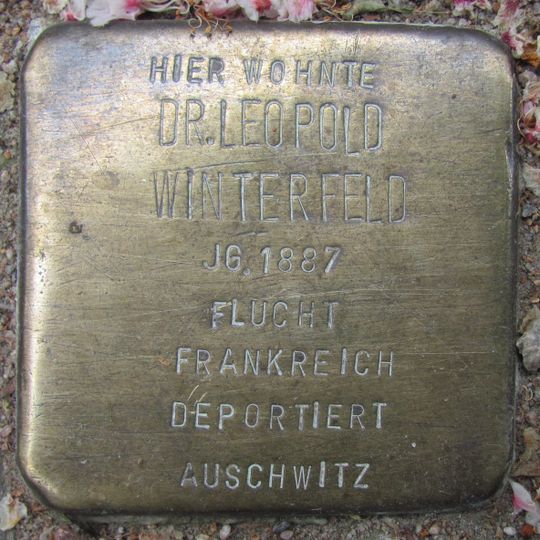 HIER WOHNTE
DR. LEOPOLD
WINTERFELD
JG. 1887
FLUCHT
FRANKREICH
DEPORTIERT
AUSCHWITZ